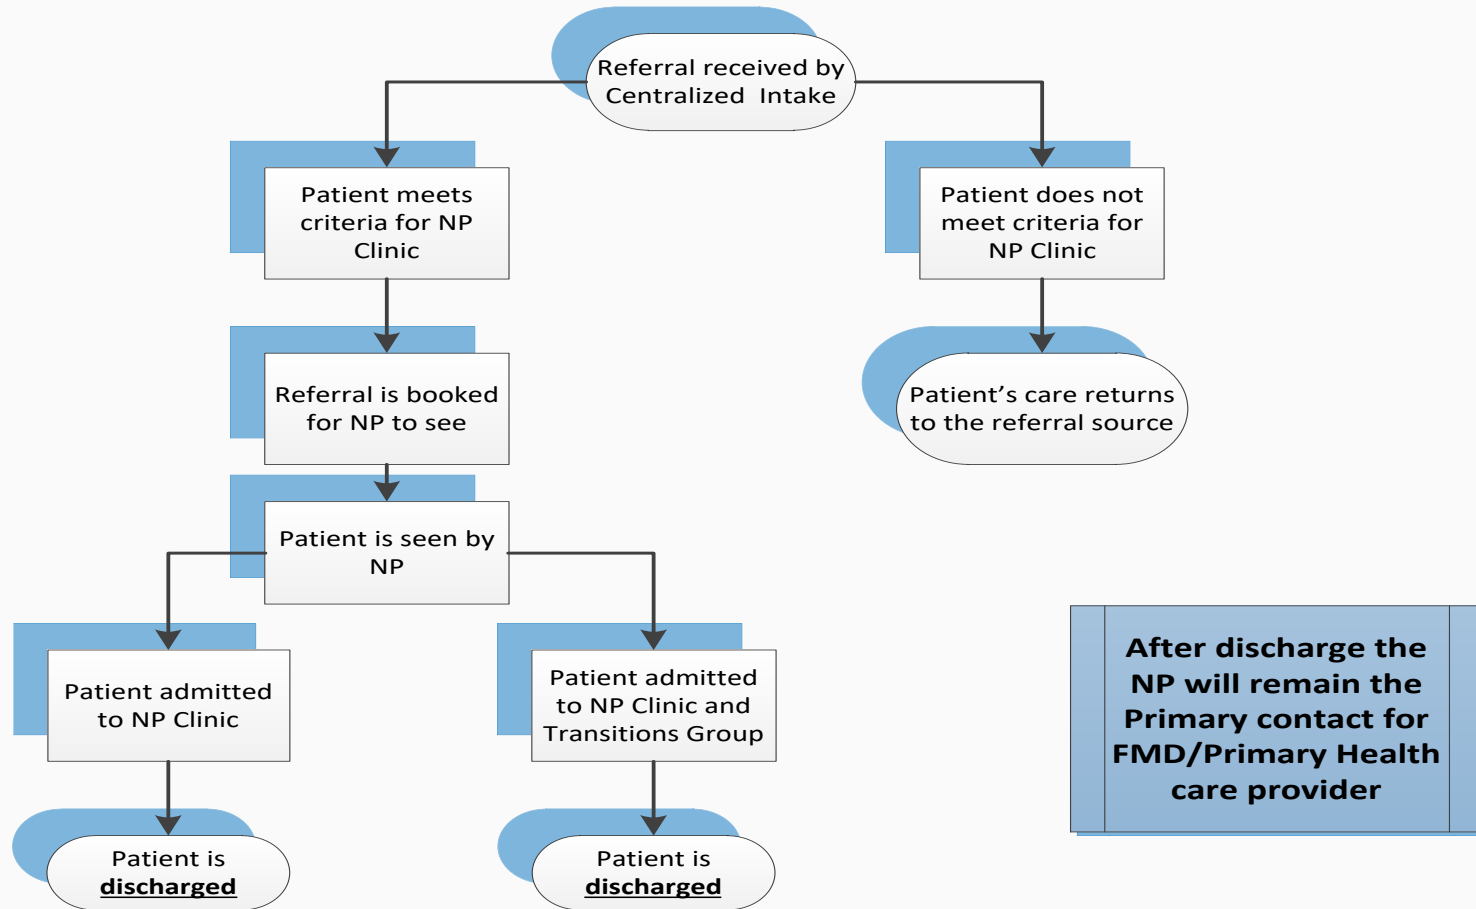 Referral received by
Centralized Intake
Patient meets
criteria for NP
Clinic
Patient does not
meet criteria for
NP Clinic
Referral is booked
for NP to see
Patient’s care returns
to the referral source
Patient is seen by
NP
Patient admitted
to NP Clinic
Patient admitted
to NP Clinic and
Transitions Group
After discharge the
NP will remain the
Primary contact for
FMD/Primary Health
care provider
Patient is
discharged
Patient is
discharged